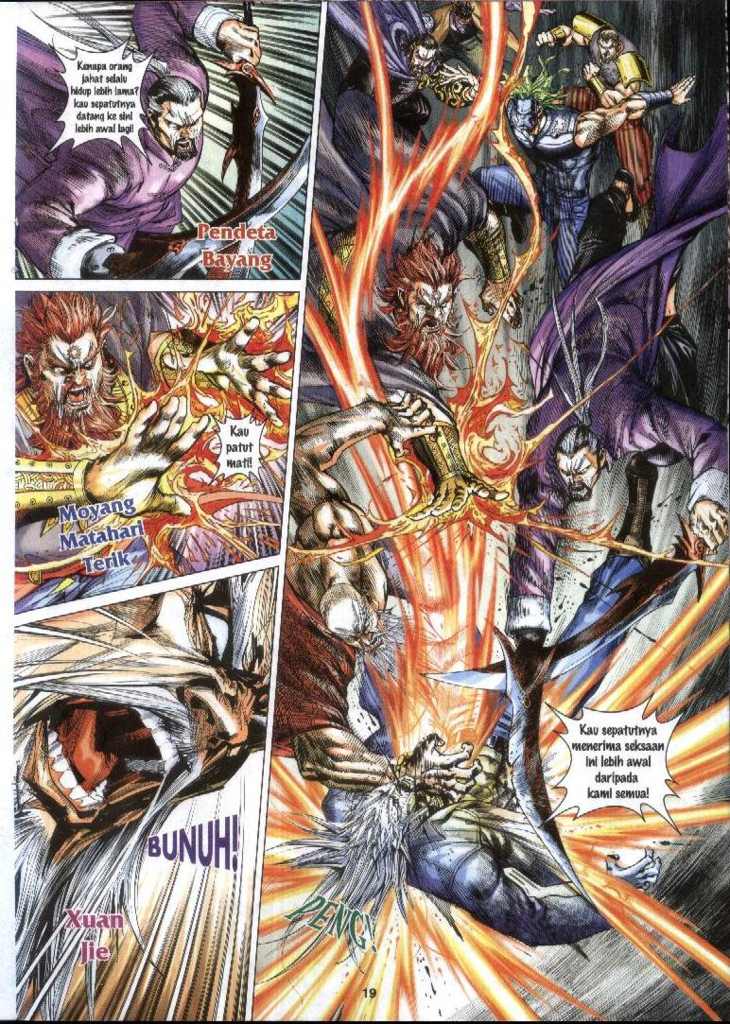 Kenapa orang
jahat selalu
hidup lebih lama?
kau sepatutnya
datang ke sini
lebih awal lagi!
Pendeta
Bayang
Kau
patut
mati!
Moyang
Matahari
Terik
BUNUH!
Xuan
Jie
Kau sepatutnya
menerima seksaan
ini lebih awal
daripada
kami semua!
PENG!
19